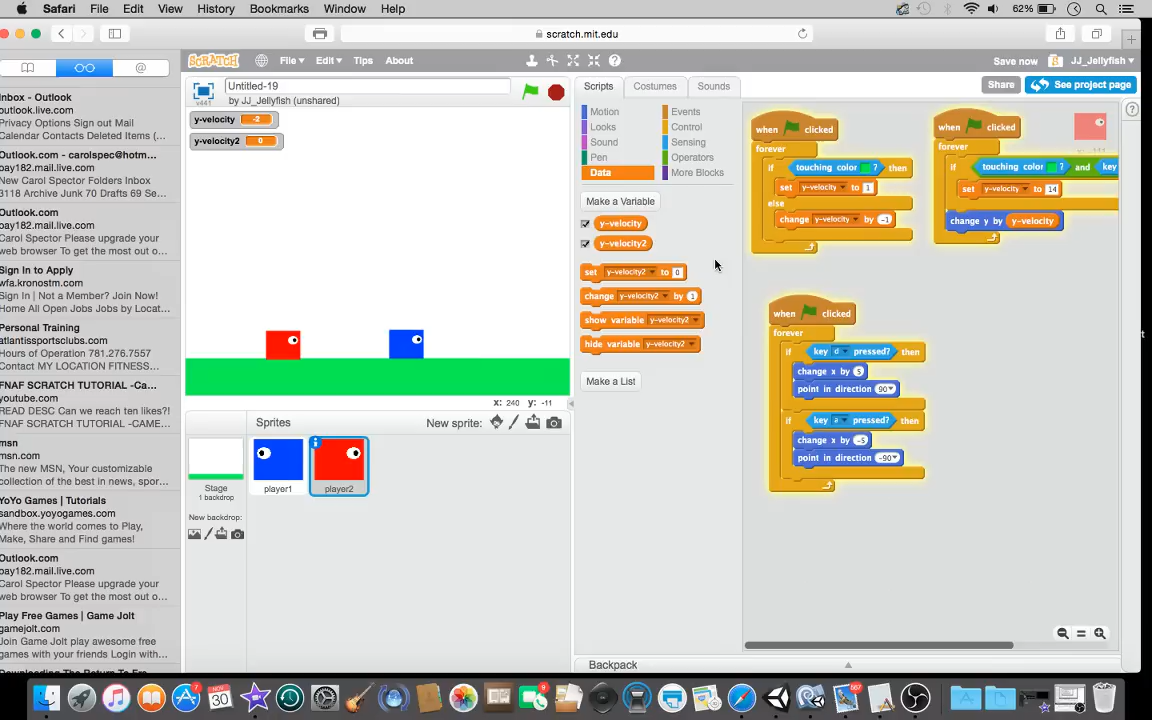 Safari File Edit View History Bookmarks Window Help
62%
scratch.mit.edu
@
Inbox - Outlook
outlook.live.com
Privacy Options Sign out Mail
Calendar Contacts Deleted Items (...
Outlook.com - carolspec@hotm...
pay182.mail.live.com
New Carol Spector Folders Inbox
3118 Archive Junk 70 Drafts 69 Se...
Outlook.com
pay182.mail.live.com
Carol Spector Please upgrade your
web browser To get the most out o...
Sign In to Apply
wfa.kronostm.com
Sign In | Not a Member? Join Now!
Home All Open Jobs Jobs by Locat...
Personal Training
atlantissportsclubs.com
Hours of Operation 781.276.7557
Contact MY LOCATION FITNESS...
FNAF SCRATCH TUTORIAL -Ca...
youtube.com
READ DESC Can we reach ten likes?!
FNAF SCRATCH TUTORIAL -CAME...
msn
msn.com
The new MSN, Your customizable
collection of the best in news, spor...
YoYo Games | Tutorials
sandbox.yoyogames.com
Where the world comes to Play,
Make, Share and Find games!
Outlook.com
pay182.mail.live.com
Carol Spector Please upgrade your
web browser To get the most out o...
Play Free Games | Game Jolt
gamejolt.com
Join Game Jolt play awesome free
games with your friends Login with...
Downloading The Return To Fre...
SCRATCH File Edit Tips About
Save now JJ_Jellyfish
v441
Untitled-19
by JJ_Jellyfish (unshared)
Share See project page
y-velocity -2
y-velocity2 0
x: 240 y: -11
Sprites New sprite:
Stage
1 backdrop
New backdrop:
player1
player2
Scripts Costumes Sounds
Motion Events
Looks Control
Sound Sensing
Pen Operators
Data More Blocks
Make a Variable
y-velocity
y-velocity2
set y-velocity2 to 0
change y-velocity2 by 1
show variable y-velocity2
hide variable y-velocity2
Make a List
when clicked
forever
if touching color ? then
set y-velocity to 1
else
change y-velocity by -1
when clicked
forever
if touching color ? and key
set y-velocity to 14
change y by y-velocity
when clicked
forever
if key d pressed? then
change x by 5
point in direction 90
if key a pressed? then
change x by -5
point in direction -90
Backpack
NOV
30